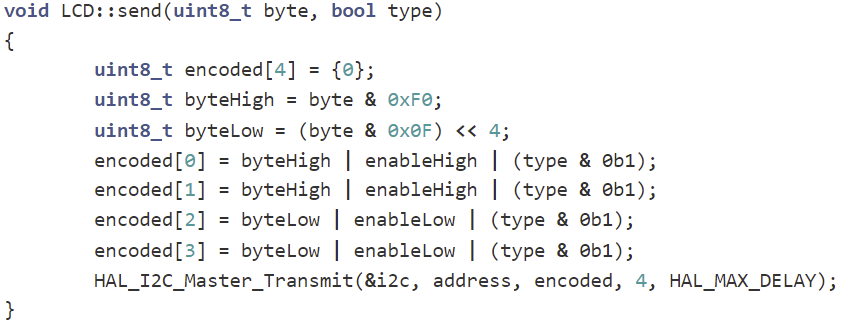 void LCD::send(uint8_t byte, bool type)
{
        uint8_t encoded[4] = {0};
        uint8_t byteHigh = byte & 0xF0;
        uint8_t byteLow = (byte & 0x0F) << 4;
        encoded[0] = byteHigh | enableHigh | (type & 0b1);
        encoded[1] = byteHigh | enableHigh | (type & 0b1);
        encoded[2] = byteLow | enableLow | (type & 0b1);
        encoded[3] = byteLow | enableLow | (type & 0b1);
        HAL_I2C_Master_Transmit(&i2c, address, encoded, 4, HAL_MAX_DELAY);
}